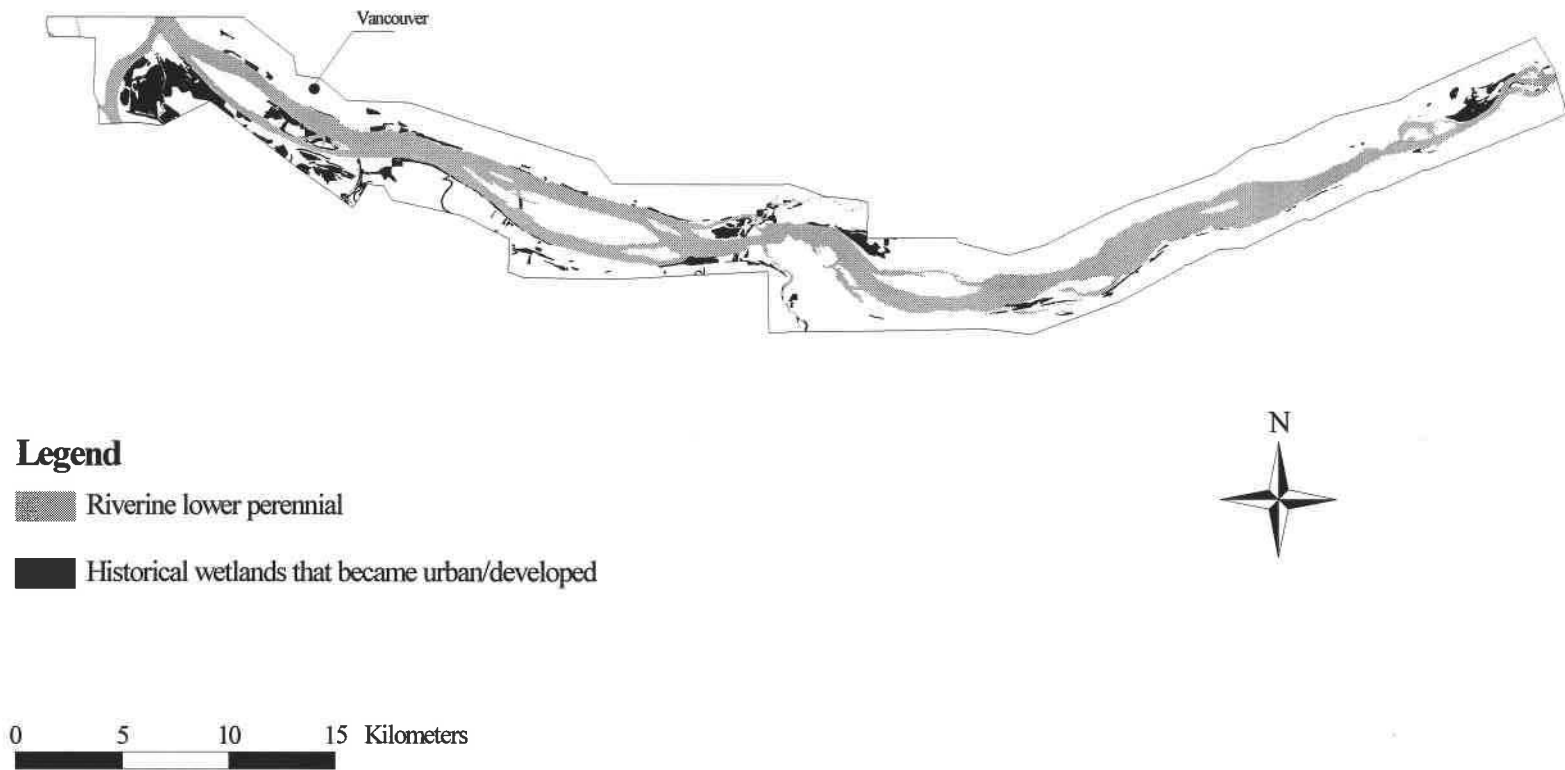 Vancouver
N
Legend
Riverine lower perennial
Historical wetlands that became urban/developed
0 5 10 15 Kilometers